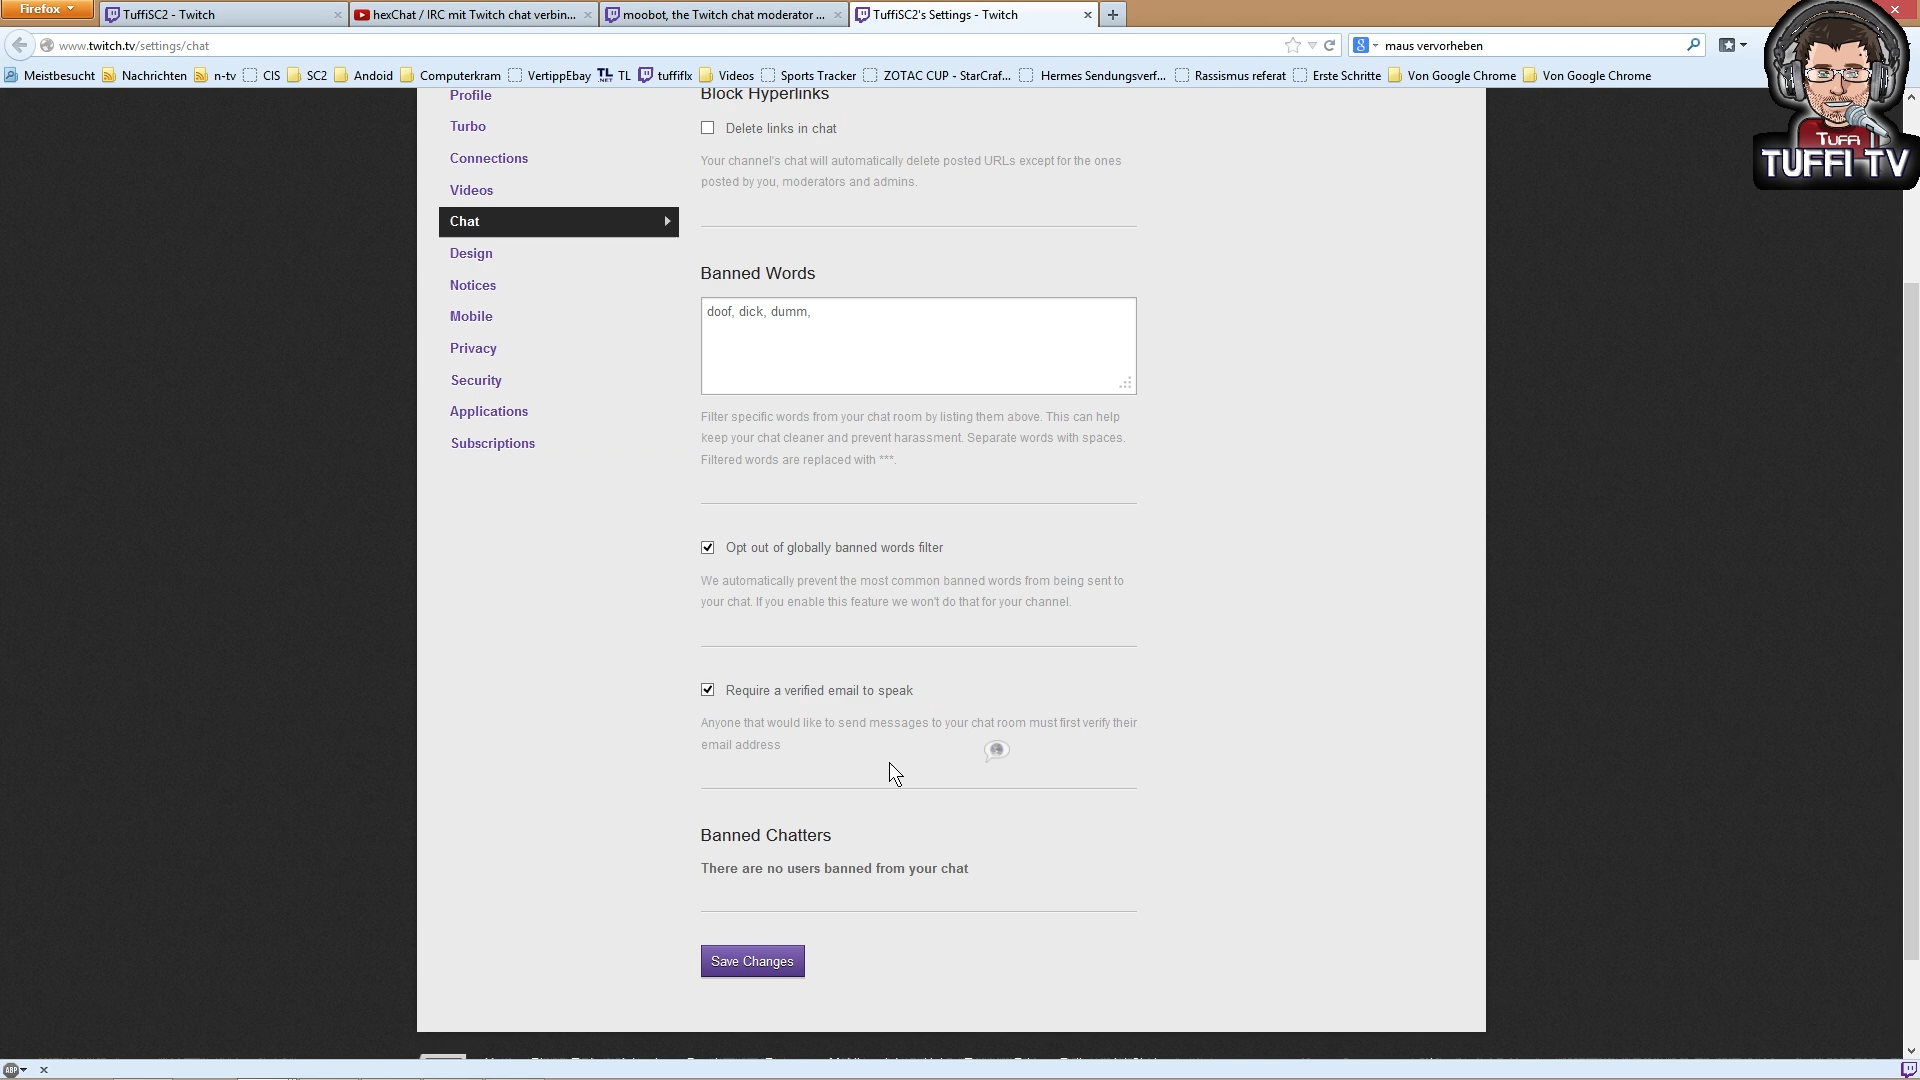 Firefox
TuffiSC2 - Twitch
hexChat / IRC mit Twitch chat verbin...
moobot, the Twitch chat moderator ...
TuffiSC2's Settings - Twitch
www.twitch.tv/settings/chat
maus vervorheben
Meistbesucht
Nachrichten
n-tv
CIS
SC2
Andoid
Computerkram
VertippEbay
TL
TL
tuffiflx
Videos
Sports Tracker
ZOTAC CUP - StarCraf...
Hermes Sendungsverf...
Rassismus referat
Erste Schritte
Von Google Chrome
Von Google Chrome
TUFFI
TUFFI TV
Profile
Turbo
Connections
Videos
Chat
Design
Notices
Mobile
Privacy
Security
Applications
Subscriptions
Block Hyperlinks
Delete links in chat
Your channel's chat will automatically delete posted URLs except for the ones
posted by you, moderators and admins.
Banned Words
doof, dick, dumm,
Filter specific words from your chat room by listing them above. This can help
keep your chat cleaner and prevent harassment. Separate words with spaces.
Filtered words are replaced with ***.
Opt out of globally banned words filter
We automatically prevent the most common banned words from being sent to
your chat. If you enable this feature we won't do that for your channel.
Require a verified email to speak
Anyone that would like to send messages to your chat room must first verify their
email address
Banned Chatters
There are no users banned from your chat
Save Changes
ABP